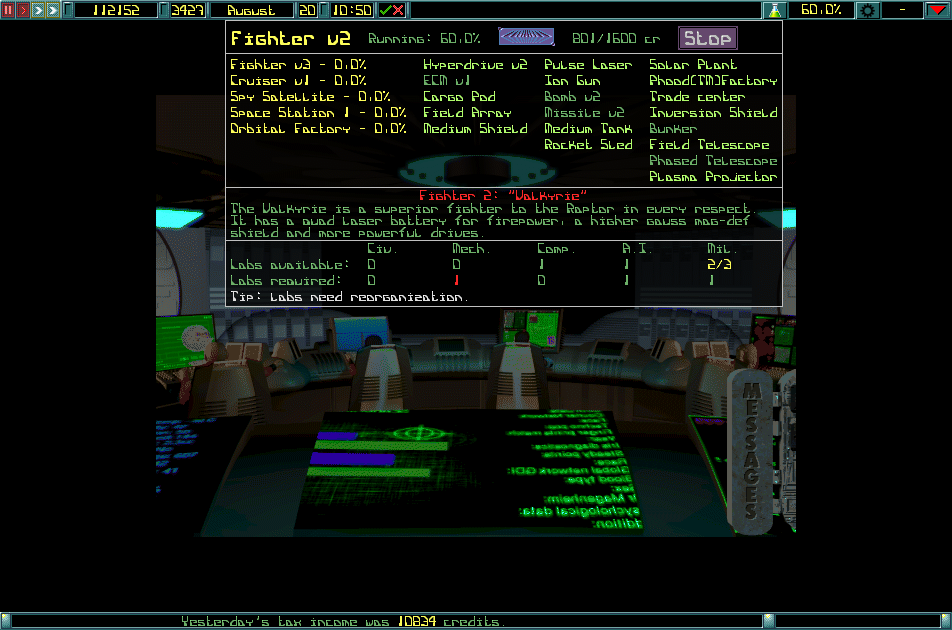 112152 3427 August 20 10:50 60,0% -
Fighter v2 Running: 60,0% 801/1600 cr Stop
Fighter v3 - 0,0% Hyperdrive v2 Pulse Laser Solar Plant
Cruiser v1 - 0,0% ECM v1 Ion Gun Phood(TM)Factory
Spy Satellite - 0,0% Cargo Pod Bomb v2 Trade center
Space Station 1 - 0,0% Field Array Missile v2 Inversion Shield
Orbital Factory - 0,0% Medium Shield Medium Tank Bunker
Rocket Sled Field Telescope
Phased Telescope
Plasma Projector
Fighter 2: "Valkyrie"
The Valkyrie is a superior fighter to the Raptor in every respect.
It has a quad laser battery for firepower, a higher gauss mag-def
shield and more powerful drives.
Civ. Mech. Comp. A.I. Mil.
Labs available: 0 0 1 1 2/3
Labs required: 0 1 0 1 1
Tip: Labs need reorganization.
MESSAGES
Global network ODI:
Blood type:
Sex:
Magenheim:
Yesterday's tax income was 10834 credits.